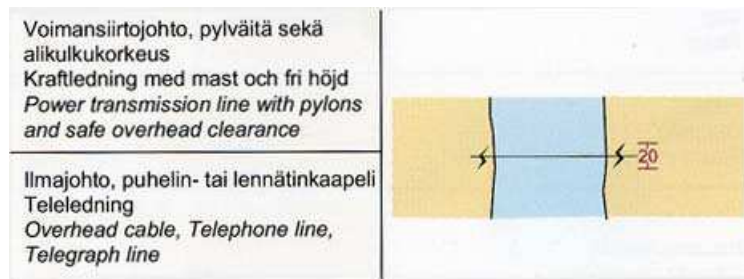 Voimansiirtojohto, pylväitä sekä
alikulkukorkeus
Kraftledning med mast och fri höjd
Power transmission line with pylons
and safe overhead clearance
Ilmajohto, puhelin- tai lennätinkaapeli
Teleledning
Overhead cable, Telephone line,
Telegraph line
20